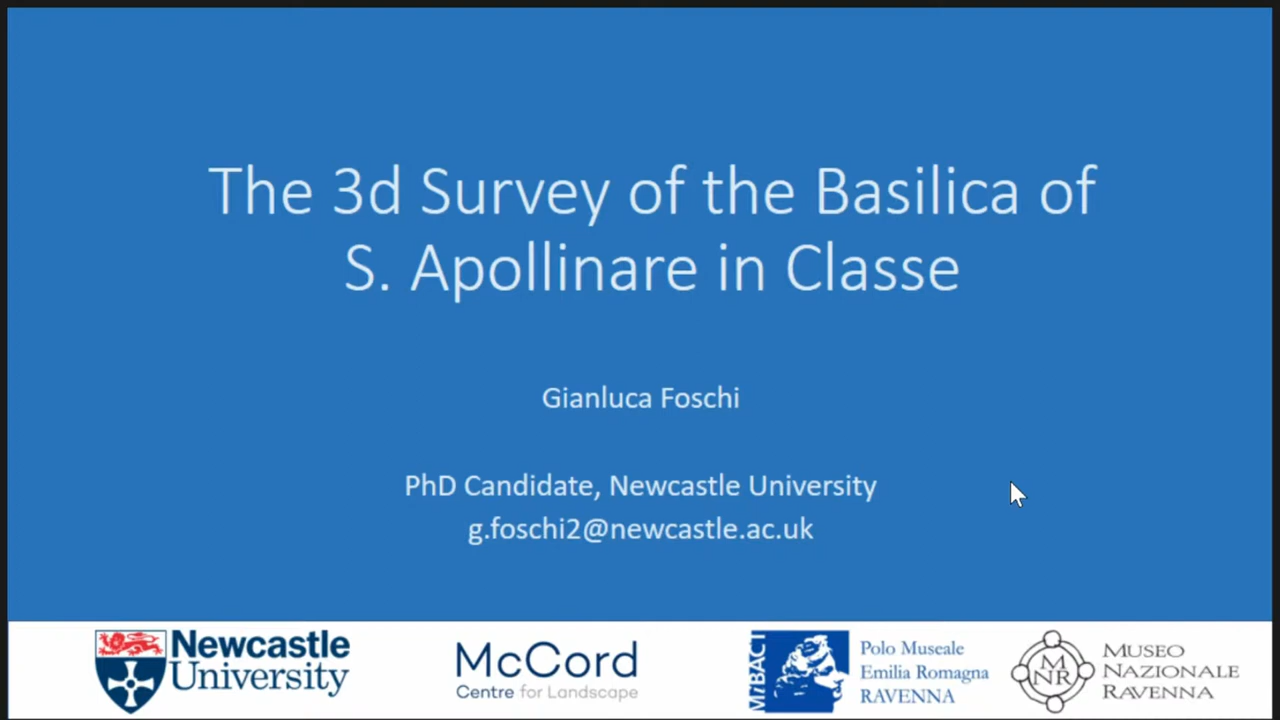 The 3d Survey of the Basilica of
S. Apollinare in Classe
Gianluca Foschi
PhD Candidate, Newcastle University
g.foschi2@newcastle.ac.uk
Newcastle
University
McCord
Centre for Landscape
MiBACT
Polo Museale
Emilia Romagna
RAVENNA
M
NR
MUSEO
NAZIONALE
RAVENNA